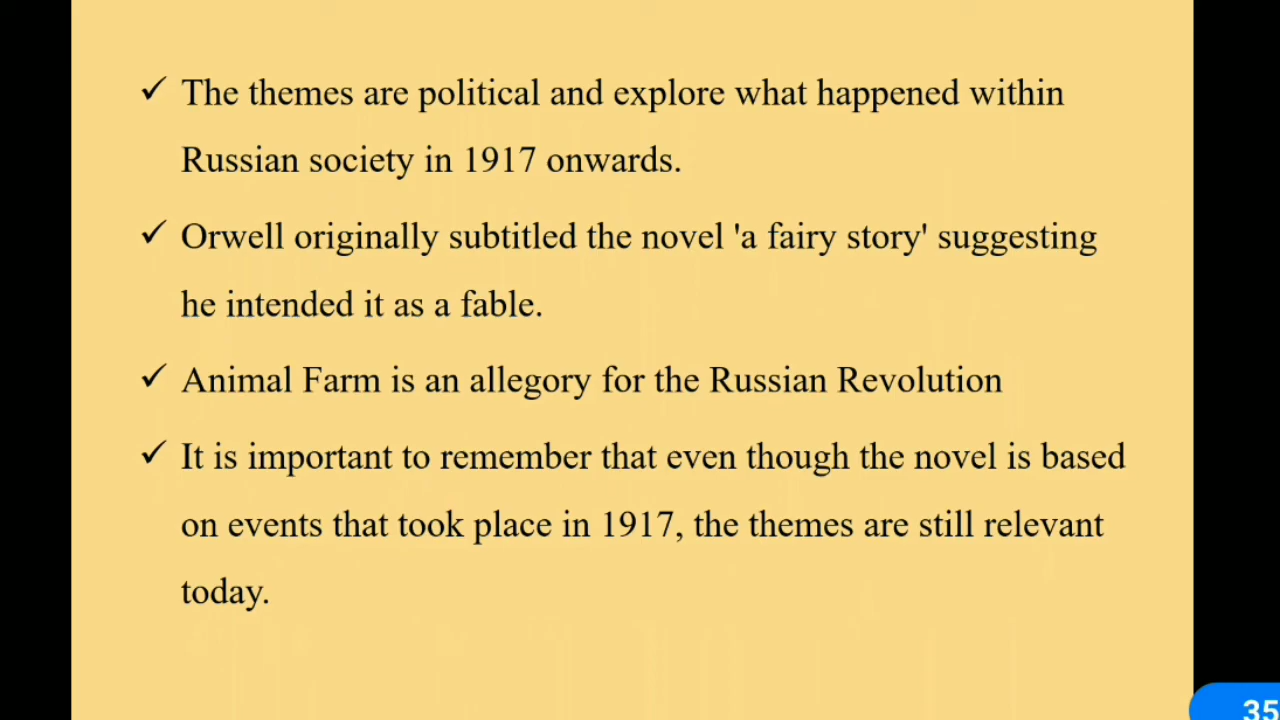 ✓ The themes are political and explore what happened within
Russian society in 1917 onwards.
✓ Orwell originally subtitled the novel 'a fairy story' suggesting
he intended it as a fable.
✓ Animal Farm is an allegory for the Russian Revolution
✓ It is important to remember that even though the novel is based
on events that took place in 1917, the themes are still relevant
today.
35